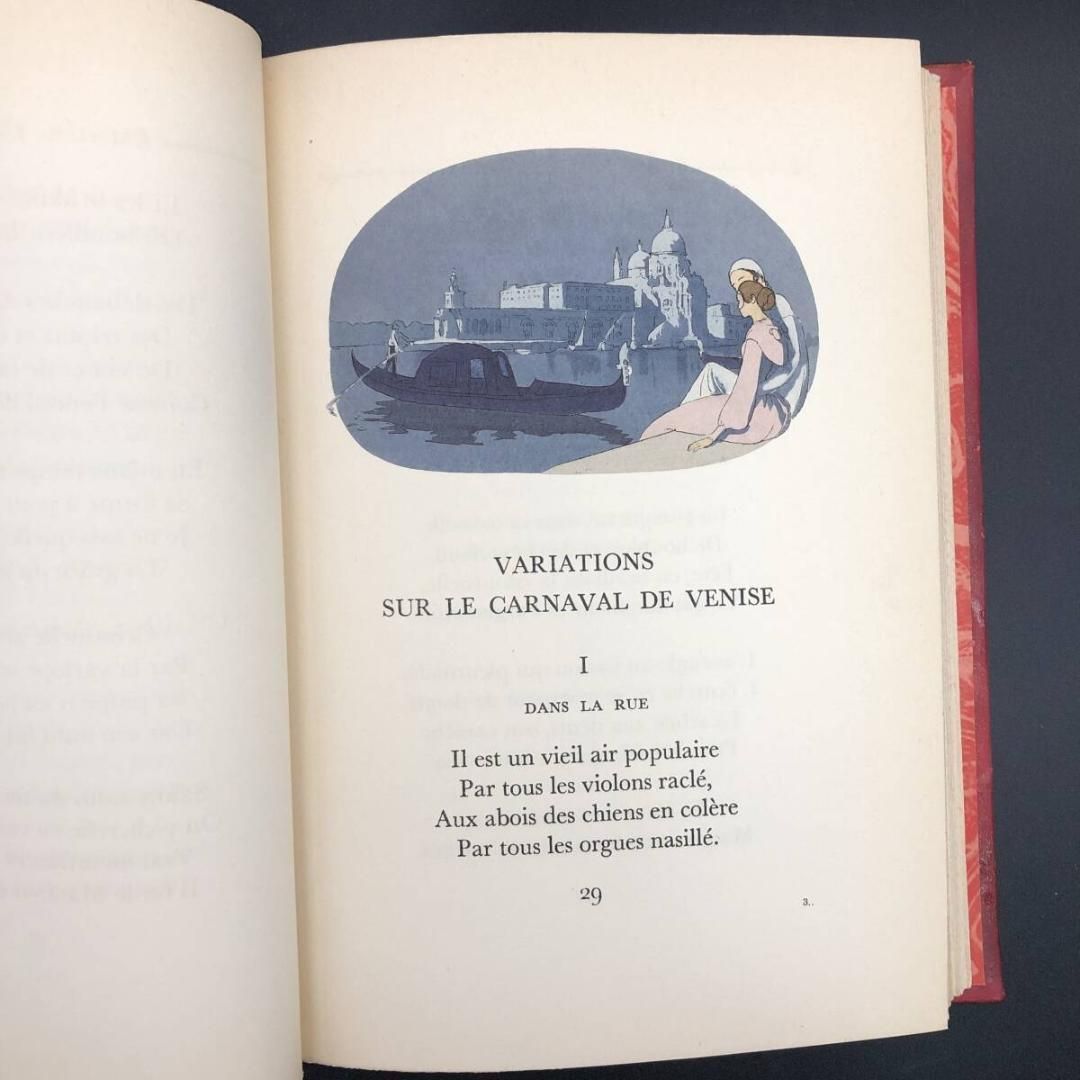 VARIATIONS
SUR LE CARNAVAL DE VENISE
I
DANS LA RUE
Il est un vieil air populaire
Par tous les violons raclé,
Aux abois des chiens en colère
Par tous les orgues nasillé.
29
3..